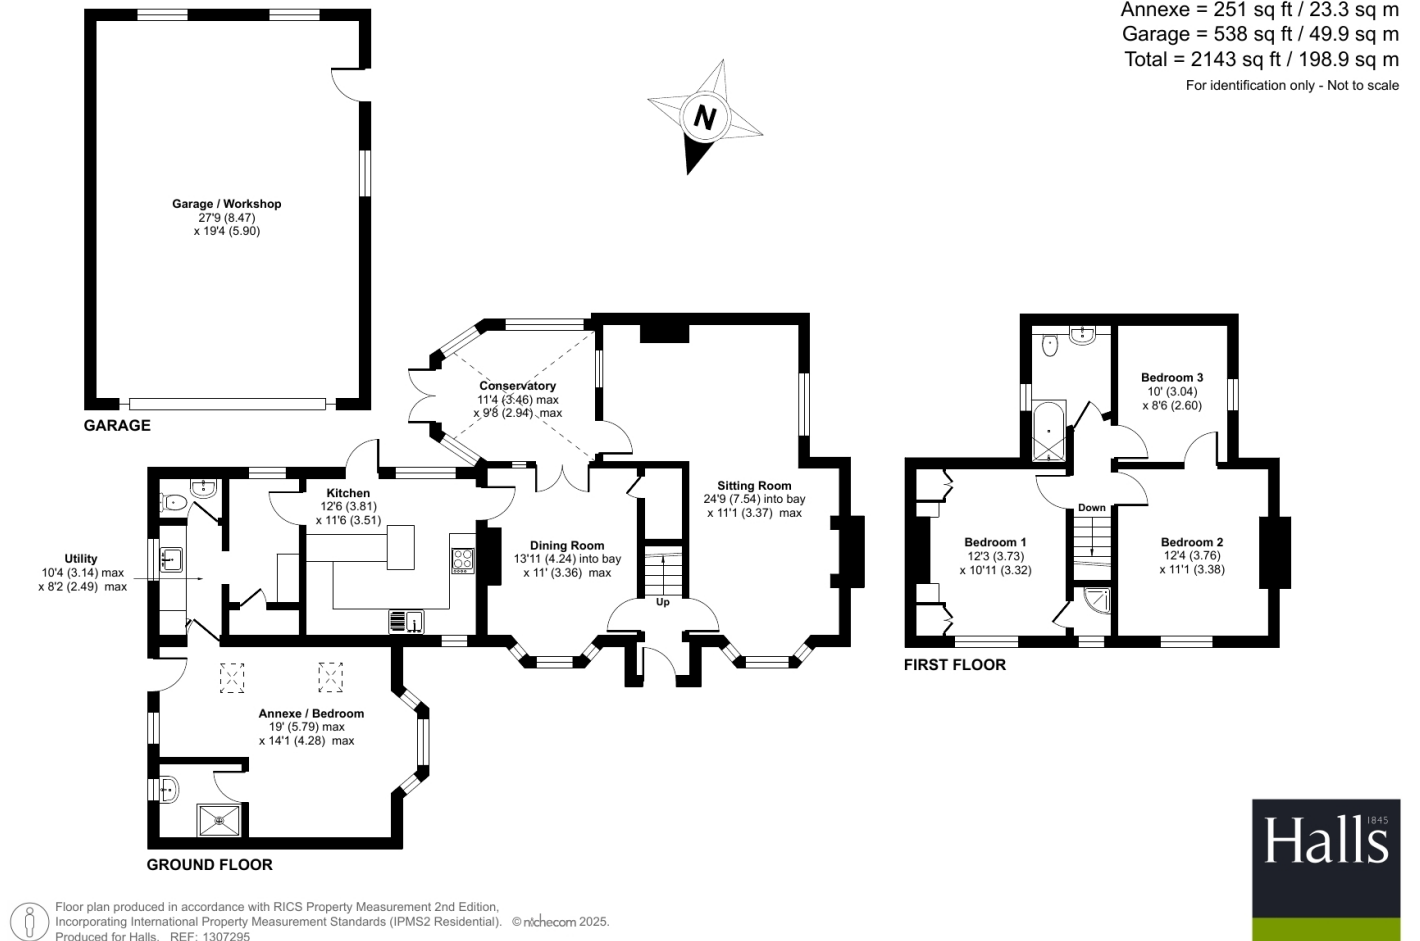 Annexe = 251 sq ft / 23.3 sq m
Garage = 538 sq ft / 49.9 sq m
Total = 2143 sq ft / 198.9 sq m
For identification only - Not to scale
N
Garage / Workshop
27'9 (8.47)
x 19'4 (5.90)
GARAGE
Conservatory
11'4 (3.46) max
x 9'8 (2.94) max
Kitchen
12'6 (3.81)
x 11'6 (3.51)
Utility
10'4 (3.14) max
x 8'2 (2.49) max
Dining Room
13'11 (4.24) into bay
x 11' (3.36) max
Up
Sitting Room
24'9 (7.54) into bay
x 11'1 (3.37) max
Annexe / Bedroom
19' (5.79) max
x 14'1 (4.28) max
GROUND FLOOR
Bedroom 3
10' (3.04)
x 8'6 (2.60)
Down
Bedroom 1
12'3 (3.73)
x 10'11 (3.32)
Bedroom 2
12'4 (3.76)
x 11'1 (3.38)
FIRST FLOOR
Floor plan produced in accordance with RICS Property Measurement 2nd Edition,
Incorporating International Property Measurement Standards (IPMS2 Residential). © nichecom 2025.
Produced for Halls. REF: 1307295
1845
Halls